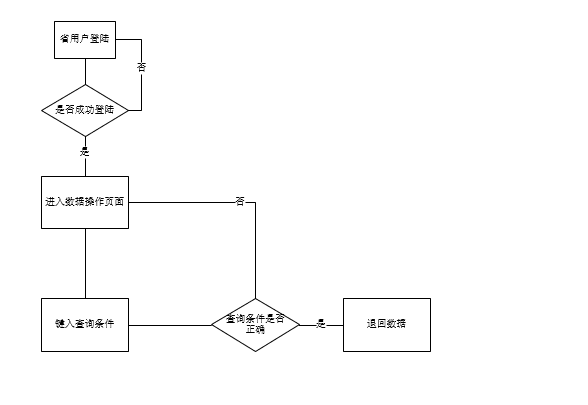 省用户登陆
否
是否成功登陆
是
进入数据操作页面
否
键入查询条件
查询条件是否
正确
是
退回数据